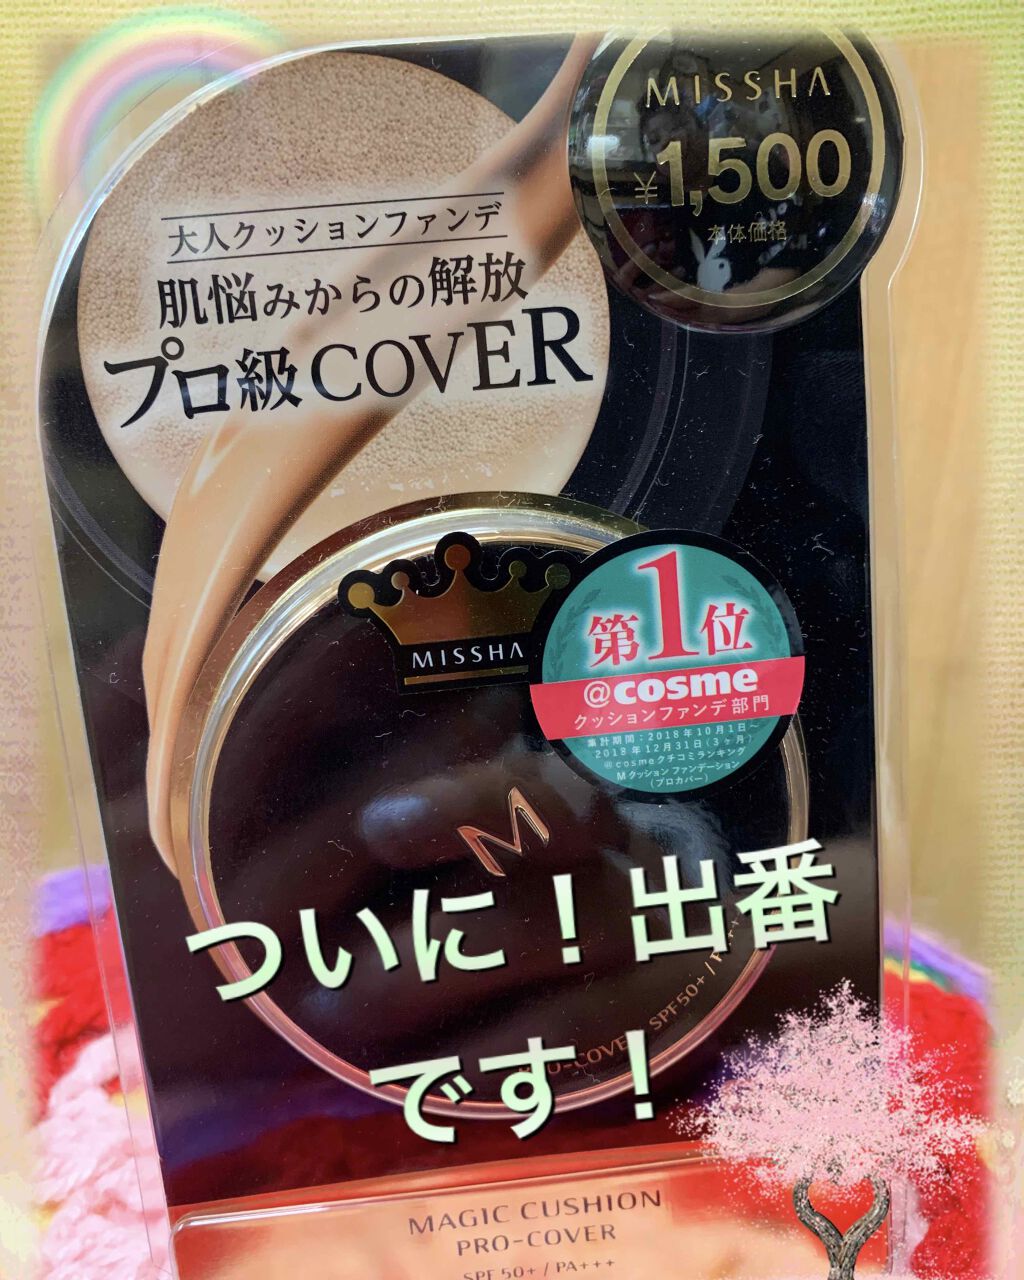 MISSHA
¥1,500
本体価格
大人クッションファンデ
肌悩みからの解放
プロ級COVER
MISSHA
第1位
@cosme
クッションファンデ部門
集計期間:2018年10月1日〜
2018年12月31日(3ヶ月)
@cosmeクチコミランキング
Mクッション ファンデーション
(プロカバー)
M
ついに!出番
です!
PRO-COVER SPF50+ / PA+++
MAGIC CUSHION
PRO-COVER
SPF 50+ / PA+++